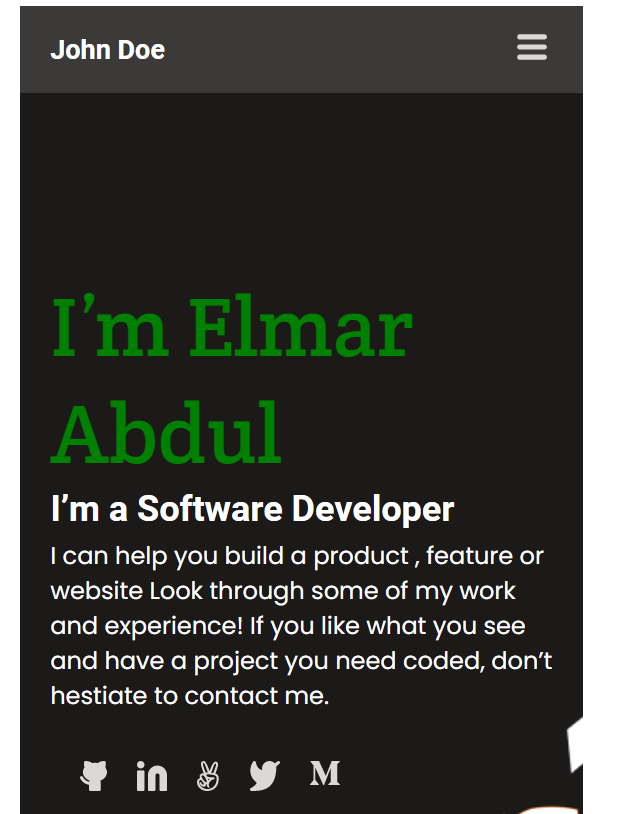 John Doe
I’m Elmar
Abdul
I’m a Software Developer
I can help you build a product , feature or
website Look through some of my work
and experience! If you like what you see
and have a project you need coded, don’t
hestiate to contact me.